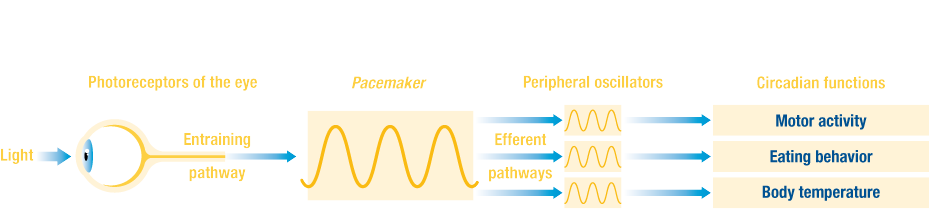 Photoreceptors of the eye
Pacemaker
Peripheral oscillators
Circadian functions
Light
Entraining
pathway
Efferent
pathways
Motor activity
Eating behavior
Body temperature